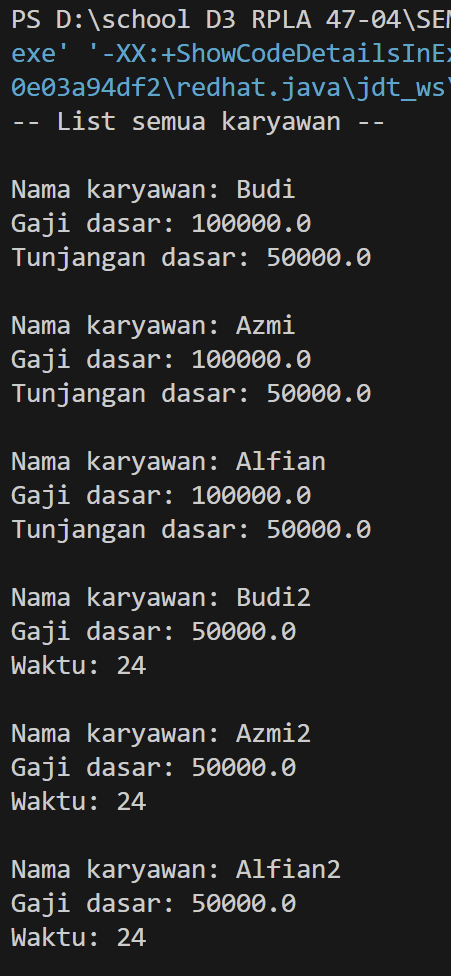 PS D:\school D3 RPLA 47-04\SEM
exe' '-XX:+ShowCodeDetailsInEx
0e03a94df2\redhat.java\jdt_ws\
-- List semua karyawan --
Nama karyawan: Budi
Gaji dasar: 100000.0
Tunjangan dasar: 50000.0
Nama karyawan: Azmi
Gaji dasar: 100000.0
Tunjangan dasar: 50000.0
Nama karyawan: Alfian
Gaji dasar: 100000.0
Tunjangan dasar: 50000.0
Nama karyawan: Budi2
Gaji dasar: 50000.0
Waktu: 24
Nama karyawan: Azmi2
Gaji dasar: 50000.0
Waktu: 24
Nama karyawan: Alfian2
Gaji dasar: 50000.0
Waktu: 24